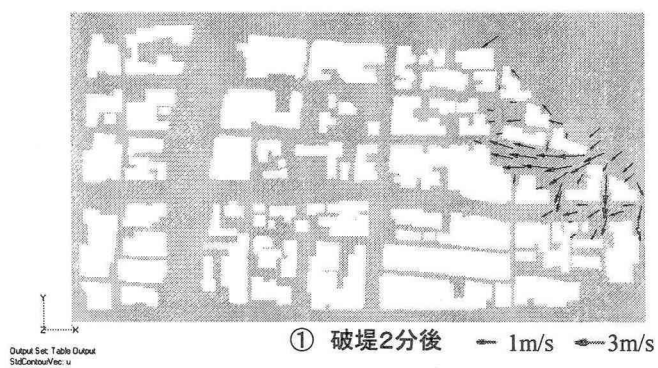 Y
Z X
Output Set: Table Output
StdContourVec: u
① 破堤2分後 1m/s 3m/s